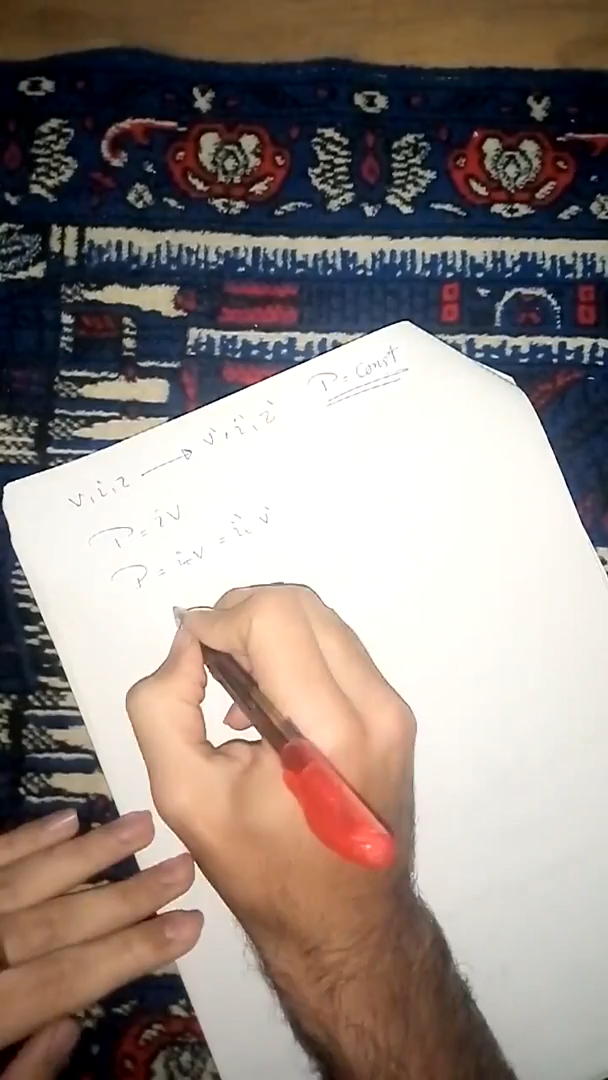 P = const
V, i, z → V', i', z'
P = iV
P = iV = i' V'